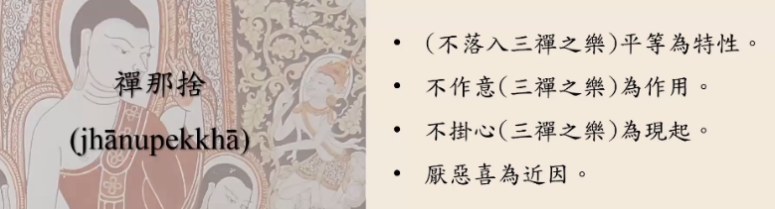 禪那捨
(jhānupekkhā)
• (不落入三禪之樂)平等為特性。
• 不作意(三禪之樂)為作用。
• 不掛心(三禪之樂)為現起。
• 厭惡喜為近因。